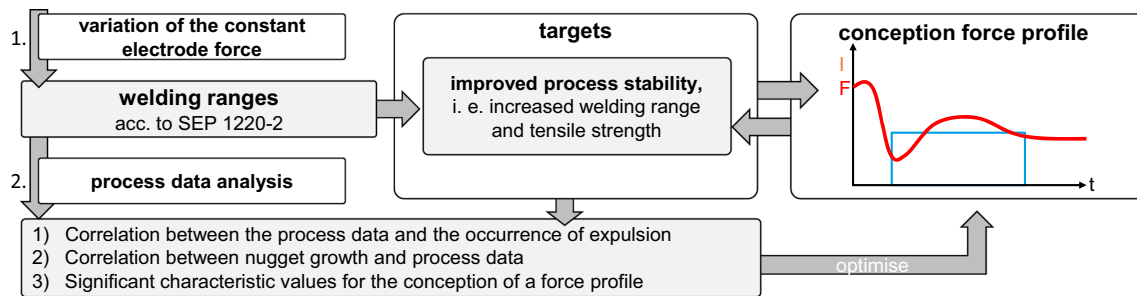 1.
variation of the constant
electrode force
welding ranges
acc. to SEP 1220-2
2.
process data analysis
targets
improved process stability,
i. e. increased welding range
and tensile strength
conception force profile
I
F
t
1) Correlation between the process data and the occurrence of expulsion
2) Correlation between nugget growth and process data
3) Significant characteristic values for the conception of a force profile
optimise